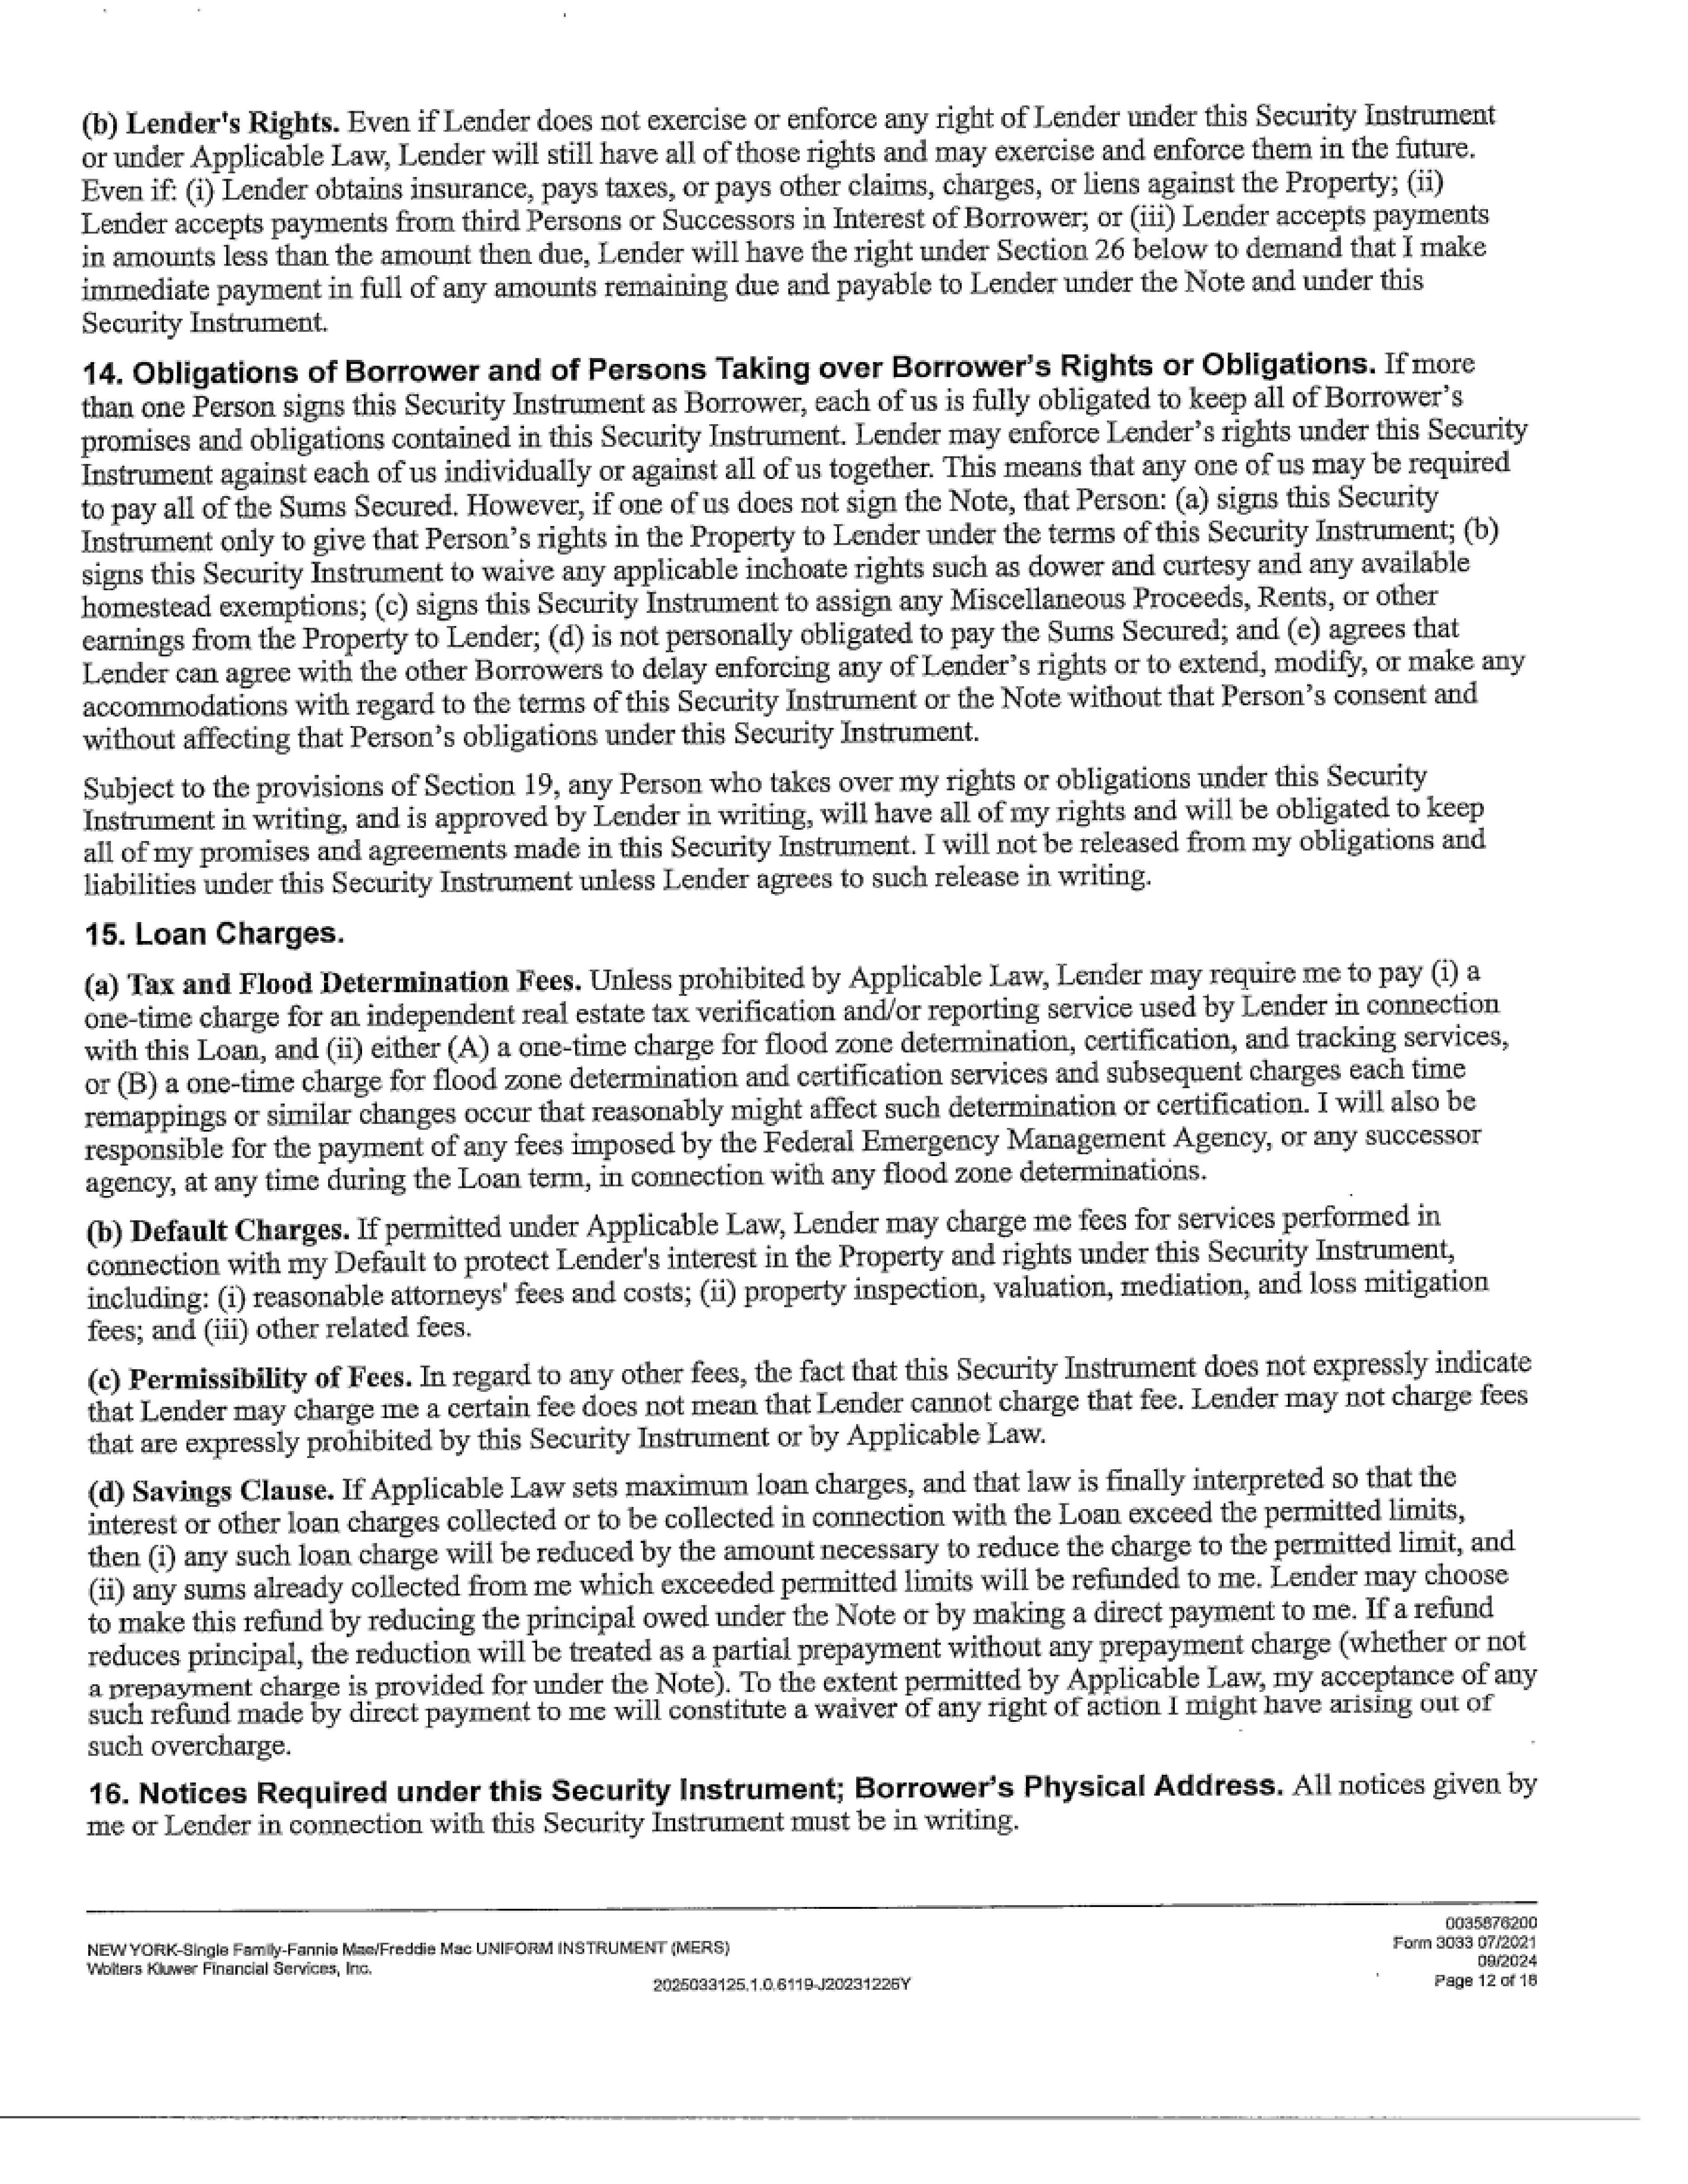 (b) Lender's Rights. Even if Lender does not exercise or enforce any right of Lender under this Security Instrument
or under Applicable Law, Lender will still have all of those rights and may exercise and enforce them in the future.
Even if: (i) Lender obtains insurance, pays taxes, or pays other claims, charges, or liens against the Property; (ii)
Lender accepts payments from third Persons or Successors in Interest of Borrower; or (iii) Lender accepts payments
in amounts less than the amount then due, Lender will have the right under Section 26 below to demand that I make
immediate payment in full of any amounts remaining due and payable to Lender under the Note and under this
Security Instrument.
14. Obligations of Borrower and of Persons Taking over Borrower's Rights or Obligations. If more
than one Person signs this Security Instrument as Borrower, each of us is fully obligated to keep all of Borrower's
promises and obligations contained in this Security Instrument. Lender may enforce Lender's rights under this Security
Instrument against each of us individually or against all of us together. This means that any one of us may be required
to pay all of the Sums Secured. However, if one of us does not sign the Note, that Person: (a) signs this Security
Instrument only to give that Person's rights in the Property to Lender under the terms of this Security Instrument; (b)
signs this Security Instrument to waive any applicable inchoate rights such as dower and curtesy and any available
homestead exemptions; (c) signs this Security Instrument to assign any Miscellaneous Proceeds, Rents, or other
earnings from the Property to Lender; (d) is not personally obligated to pay the Sums Secured; and (e) agrees that
Lender can agree with the other Borrowers to delay enforcing any of Lender's rights or to extend, modify, or make any
accommodations with regard to the terms of this Security Instrument or the Note without that Person's consent and
without affecting that Person's obligations under this Security Instrument.
Subject to the provisions of Section 19, any Person who takes over my rights or obligations under this Security
Instrument in writing, and is approved by Lender in writing, will have all of my rights and will be obligated to keep
all of my promises and agreements made in this Security Instrument. I will not be released from my obligations and
liabilities under this Security Instrument unless Lender agrees to such release in writing.
15. Loan Charges.
(a) Tax and Flood Determination Fees. Unless prohibited by Applicable Law, Lender may require me to pay (i) a
one-time charge for an independent real estate tax verification and/or reporting service used by Lender in connection
with this Loan, and (ii) either (A) a one-time charge for flood zone determination, certification, and tracking services,
or (B) a one-time charge for flood zone determination and certification services and subsequent charges each time
remappings or similar changes occur that reasonably might affect such determination or certification. I will also be
responsible for the payment of any fees imposed by the Federal Emergency Management Agency, or any successor
agency, at any time during the Loan term, in connection with any flood zone determinations.
(b) Default Charges. If permitted under Applicable Law, Lender may charge me fees for services performed in
connection with my Default to protect Lender's interest in the Property and rights under this Security Instrument,
including: (i) reasonable attorneys' fees and costs; (ii) property inspection, valuation, mediation, and loss mitigation
fees; and (iii) other related fees.
(c) Permissibility of Fees. In regard to any other fees, the fact that this Security Instrument does not expressly indicate
that Lender may charge me a certain fee does not mean that Lender cannot charge that fee. Lender may not charge fees
that are expressly prohibited by this Security Instrument or by Applicable Law.
(d) Savings Clause. If Applicable Law sets maximum loan charges, and that law is finally interpreted so that the
interest or other loan charges collected or to be collected in connection with the Loan exceed the permitted limits,
then (i) any such loan charge will be reduced by the amount necessary to reduce the charge to the permitted limit, and
(ii) any sums already collected from me which exceeded permitted limits will be refunded to me. Lender may choose
to make this refund by reducing the principal owed under the Note or by making a direct payment to me. If a refund
reduces principal, the reduction will be treated as a partial prepayment without any prepayment charge (whether or not
a prepayment charge is provided for under the Note). To the extent permitted by Applicable Law, my acceptance of any
such refund made by direct payment to me will constitute a waiver of any right of action I might have arising out of
such overcharge.
16. Notices Required under this Security Instrument; Borrower's Physical Address. All notices given by
me or Lender in connection with this Security Instrument must be in writing.
0035876200
NEW YORK-Single Family-Fannie Mae/Freddie Mac UNIFORM INSTRUMENT (MERS)
Form 3033 07/2021
Wolters Kluwer Financial Services, Inc.
09/2024
2025033125.1.0.6119-J20231226Y
Page 12 of 18